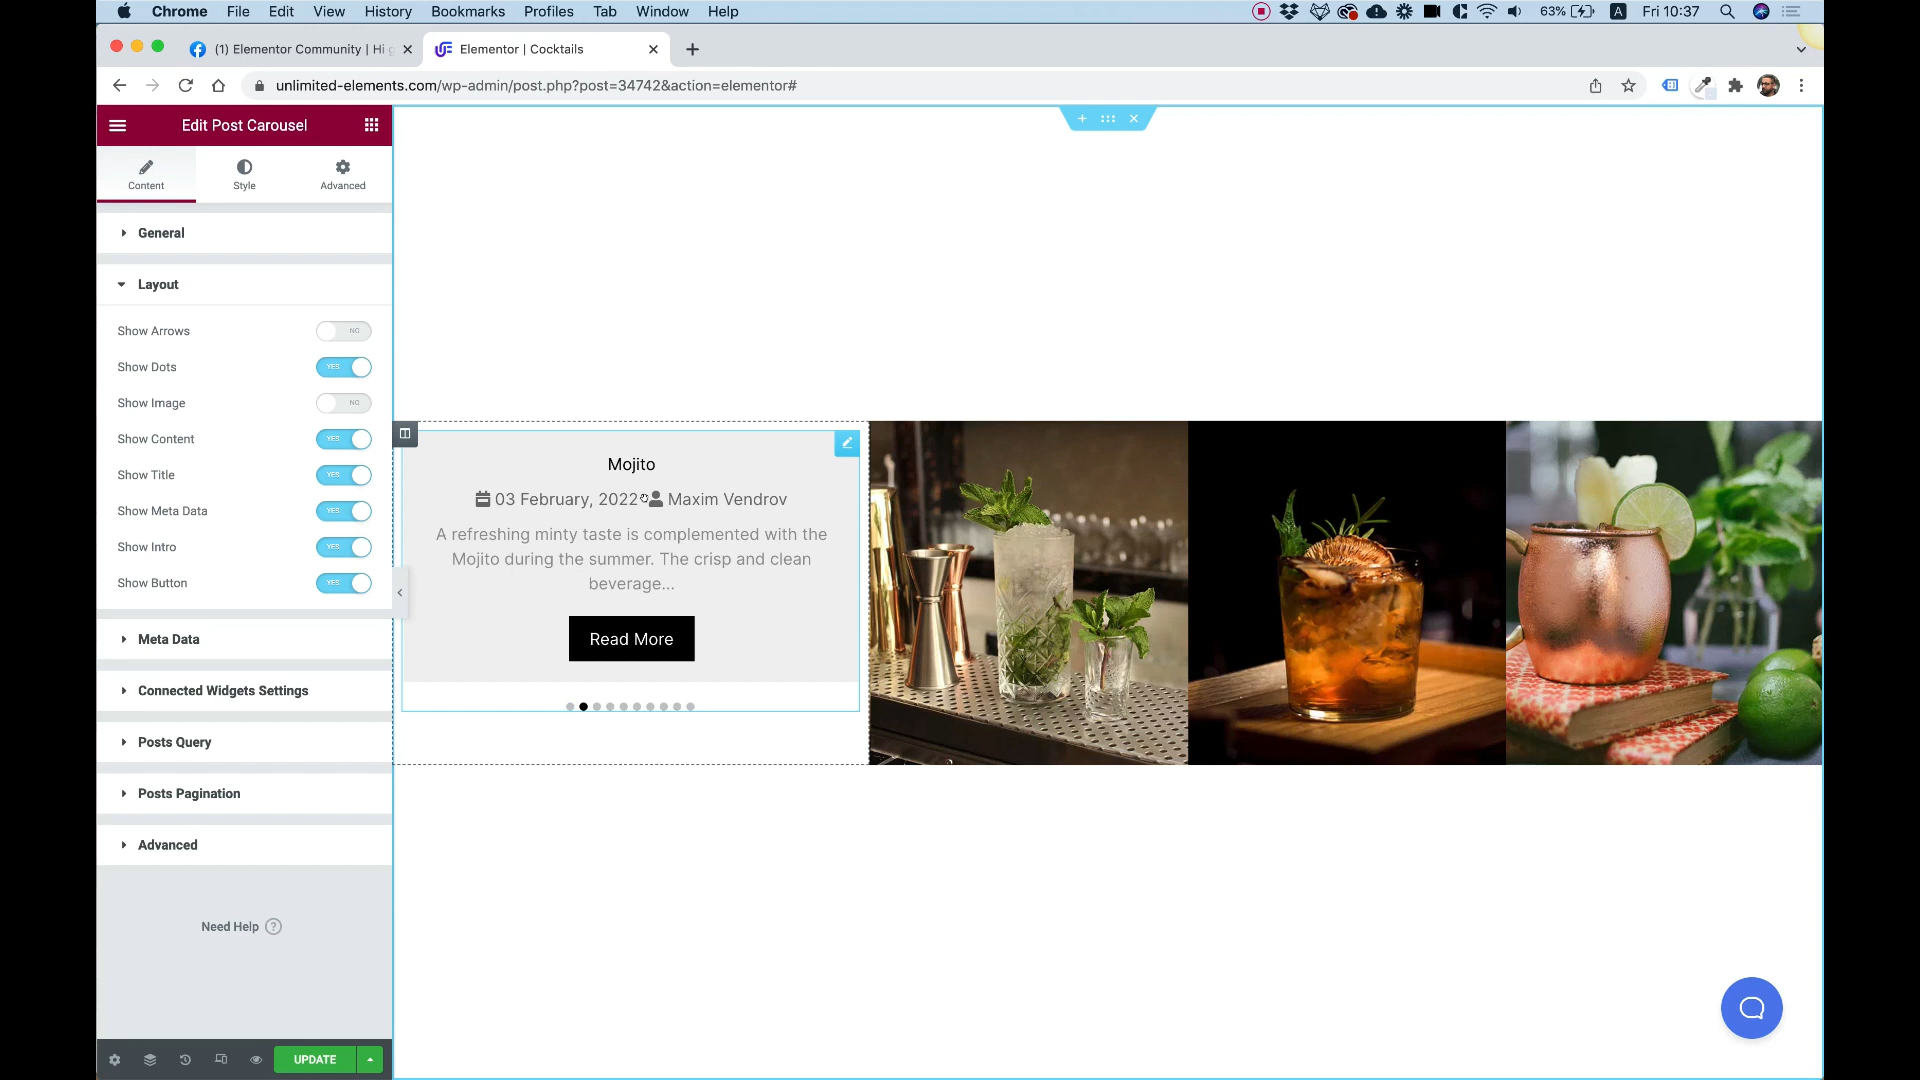 Chrome File Edit View History Bookmarks Profiles Tab Window Help 63% A Fri 10:37
(1) Elementor Community | Hi g
Elementor | Cocktails
unlimited-elements.com/wp-admin/post.php?post=34742&action=elementor#
Edit Post Carousel
Content Style Advanced
General
Layout
Show Arrows NO
Show Dots YES
Show Image NO
Show Content YES
Show Title YES
Show Meta Data YES
Show Intro YES
Show Button YES
Meta Data
Connected Widgets Settings
Posts Query
Posts Pagination
Advanced
Need Help ?
UPDATE
Mojito
03 February, 2022 Maxim Vendrov
A refreshing minty taste is complemented with the
Mojito during the summer. The crisp and clean
beverage...
Read More